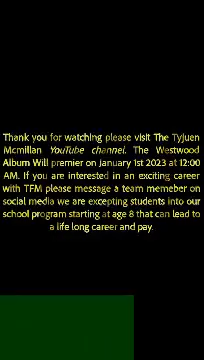 Thank you for watching please visit The TyJuen
Mcmillan YouTube channel. The Westwood
Album Will premier on January 1st 2023 at 12:00
AM. If you are interested in an exciting career
with TFM please message a team memeber on
social media we are excepting students into our
school program starting at age 8 that can lead to
a life long career and pay.